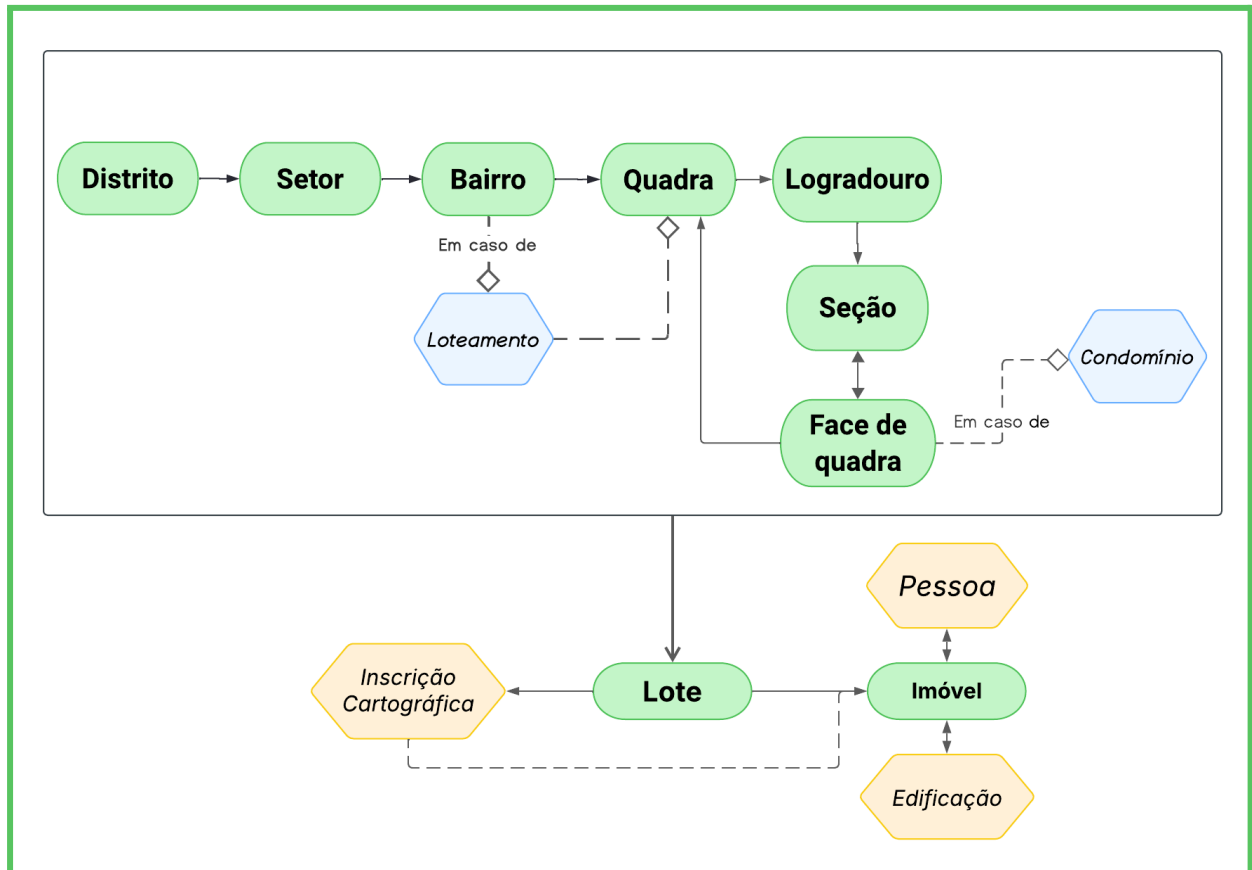 Distrito
Setor
Bairro
Quadra
Logradouro
Em caso de
Seção
Loteamento
Condomínio
Face de
quadra
Em caso de
Pessoa
Inscrição
Cartográfica
Lote
Imóvel
Edificação